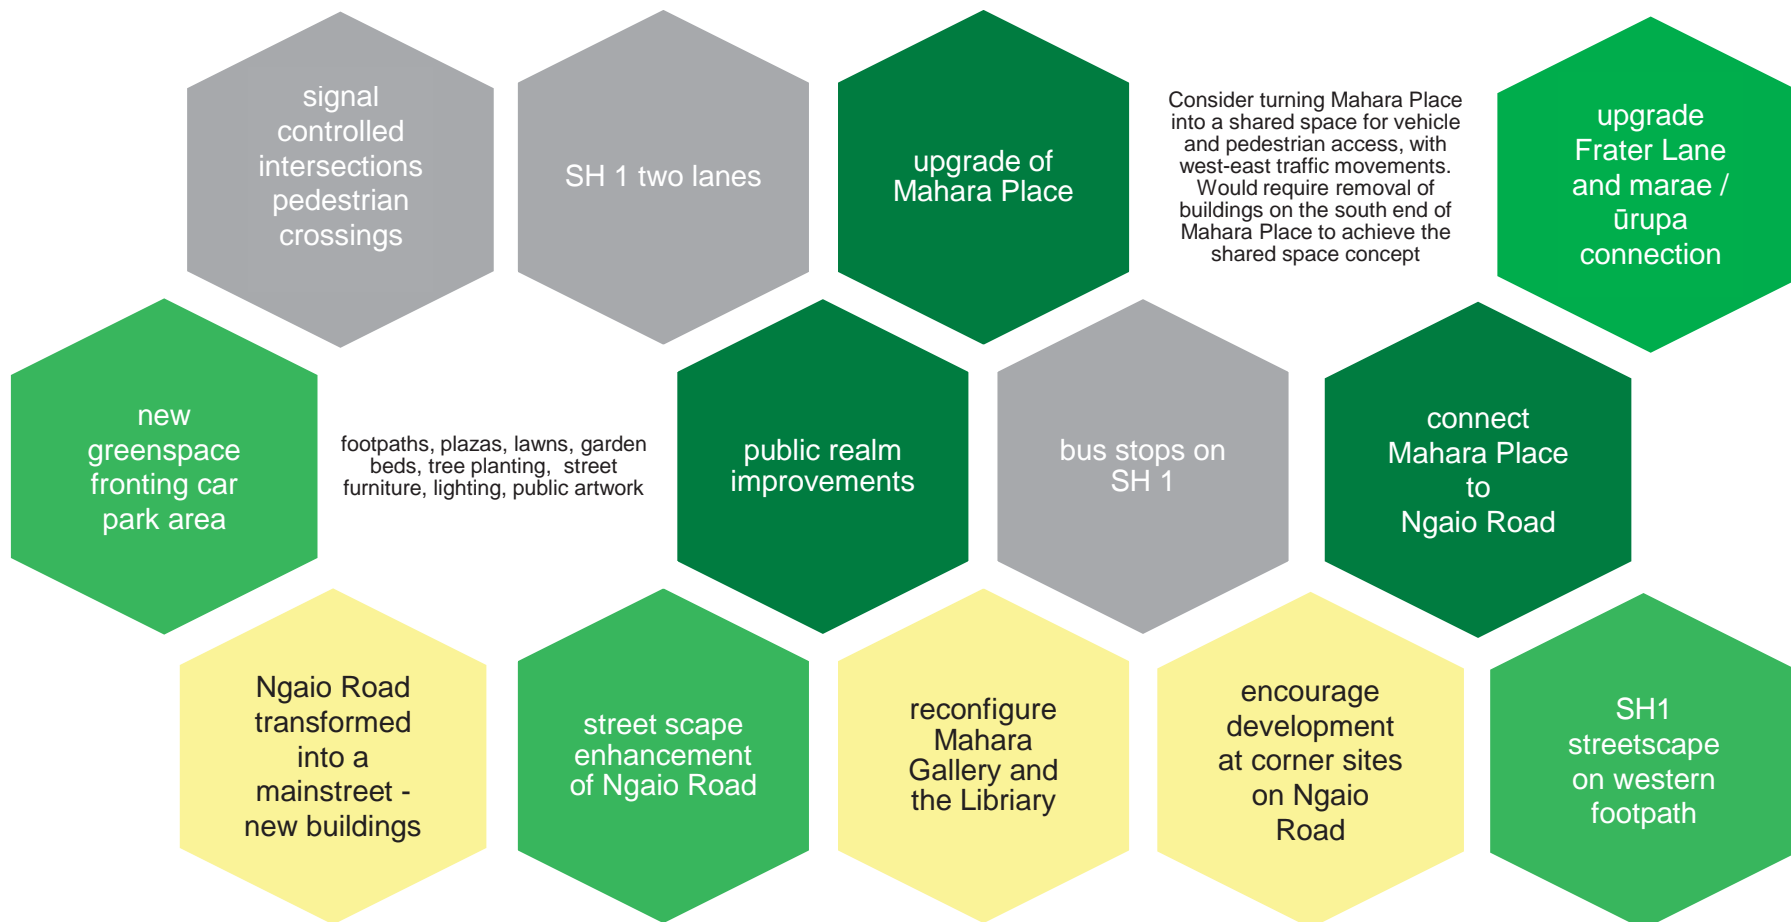 signal
controlled
intersections
pedestrian
crossings
SH 1 two lanes
upgrade of
Mahara Place
Consider turning Mahara Place
into a shared space for vehicle
and pedestrian access, with
west-east traffic movements.
Would require removal of
buildings on the south end of
Mahara Place to achieve the
shared space concept
upgrade
Frater Lane
and marae /
ūrupa
connection
new
greenspace
fronting car
park area
footpaths, plazas, lawns, garden
beds, tree planting, street
furniture, lighting, public artwork
public realm
improvements
bus stops on
SH 1
connect
Mahara Place
to
Ngaio Road
Ngaio Road
transformed
into a
mainstreet -
new buildings
street scape
enhancement
of Ngaio Road
reconfigure
Mahara
Gallery and
the Libriary
encourage
development
at corner sites
on Ngaio
Road
SH1
streetscape
on western
footpath